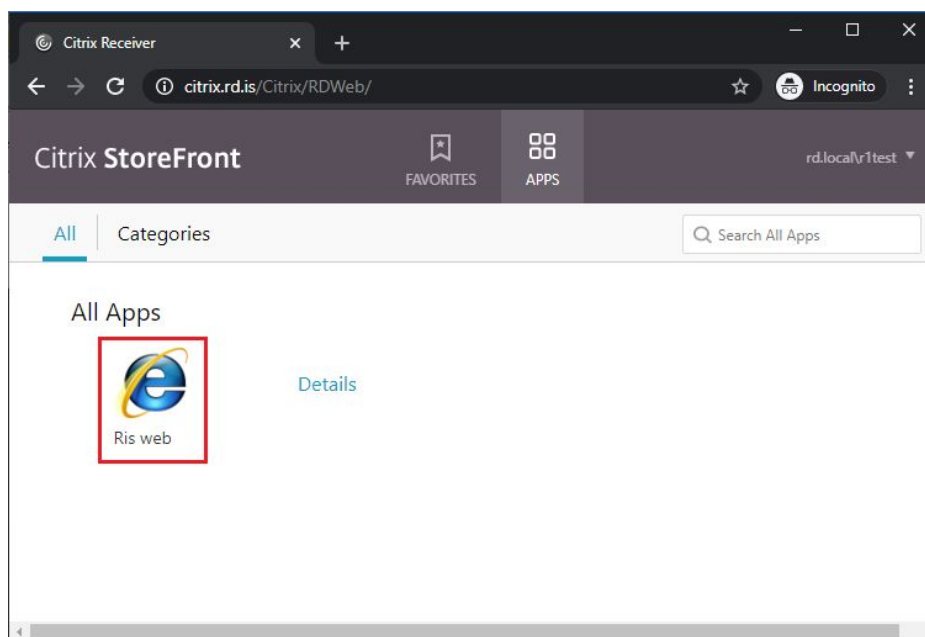 Citrix Receiver
citrix.rd.is/Citrix/RDWeb/
Incognito
Citrix StoreFront
FAVORITES
APPS
rd.local\r1test
All
Categories
Search All Apps
All Apps
Details
Ris web